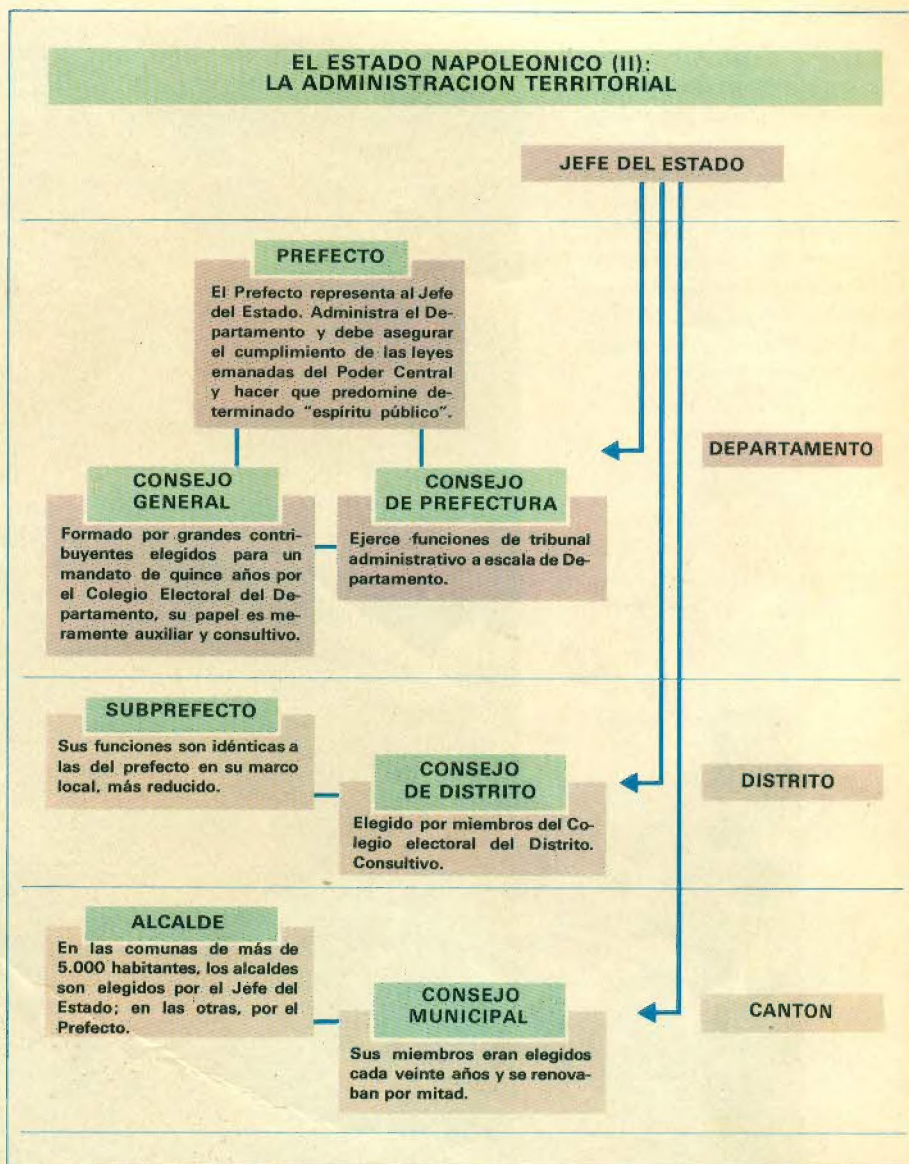 EL ESTADO NAPOLEONICO (II):
LA ADMINISTRACION TERRITORIAL
JEFE DEL ESTADO
PREFECTO
El Prefecto representa al Jefe
del Estado. Administra el De-
partamento y debe asegurar
el cumplimiento de las leyes
emanadas del Poder Central
y hacer que predomine de-
terminado "espíritu público".
DEPARTAMENTO
CONSEJO
GENERAL
Formado por grandes contri-
buyentes elegidos para un
mandato de quince años por
el Colegio Electoral del De-
partamento, su papel es me-
ramente auxiliar y consultivo.
CONSEJO
DE PREFECTURA
Ejerce funciones de tribunal
administrativo a escala de De-
partamento.
SUBPREFECTO
Sus funciones son idénticas a
las del prefecto en su marco
local, más reducido.
CONSEJO
DE DISTRITO
Elegido por miembros del Co-
legio electoral del Distrito.
Consultivo.
DISTRITO
ALCALDE
En las comunas de más de
5.000 habitantes, los alcaldes
son elegidos por el Jefe del
Estado; en las otras, por el
Prefecto.
CONSEJO
MUNICIPAL
Sus miembros eran elegidos
cada veinte años y se renova-
ban por mitad.
CANTON